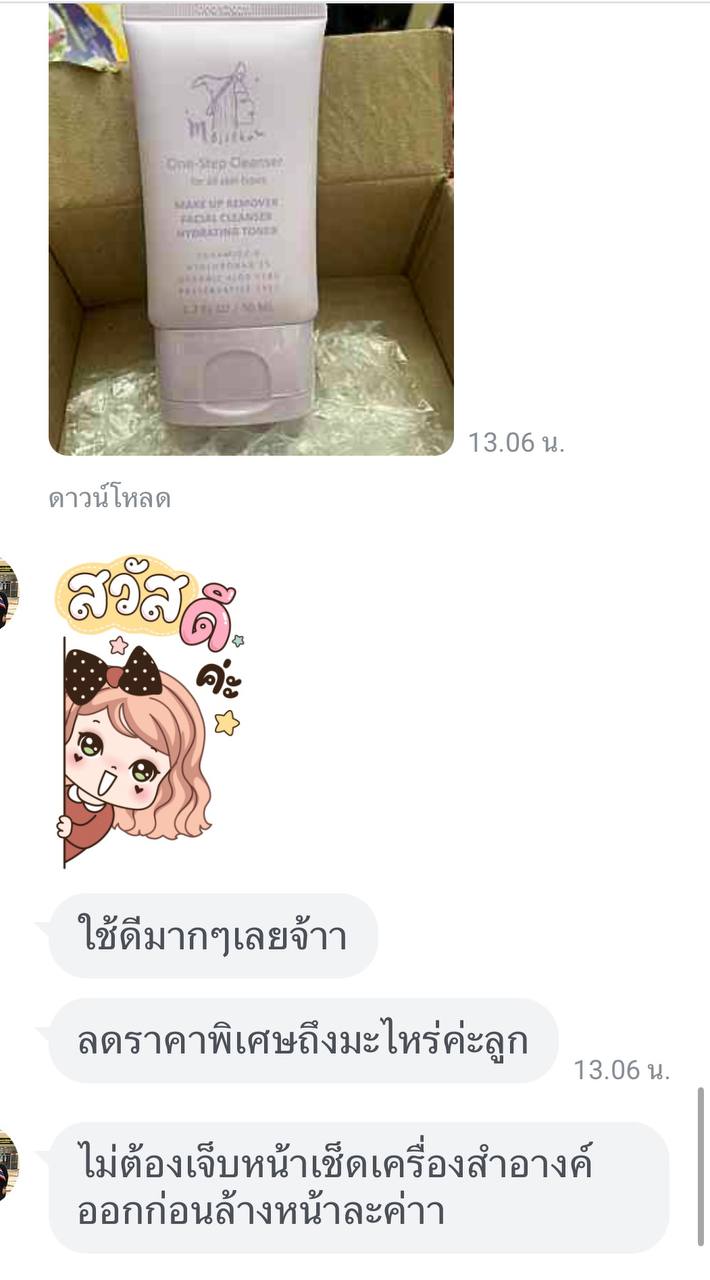 One-Step Cleanser
for all skin types
MAKE UP REMOVER
FACIAL CLEANSER
HYDRATING TONER
13.06 น.
ดาวน์โหลด
สวัสดี
ค่ะ
ใช้ดีมากๆเลยจ้าา
ลดราคาพิเศษถึงมะไหร่ค่ะลูก
13.06 น.
ไม่ต้องเจ็บหน้าเช็ดเครื่องสำอางค์
ออกก่อนล้างหน้าละค่าา